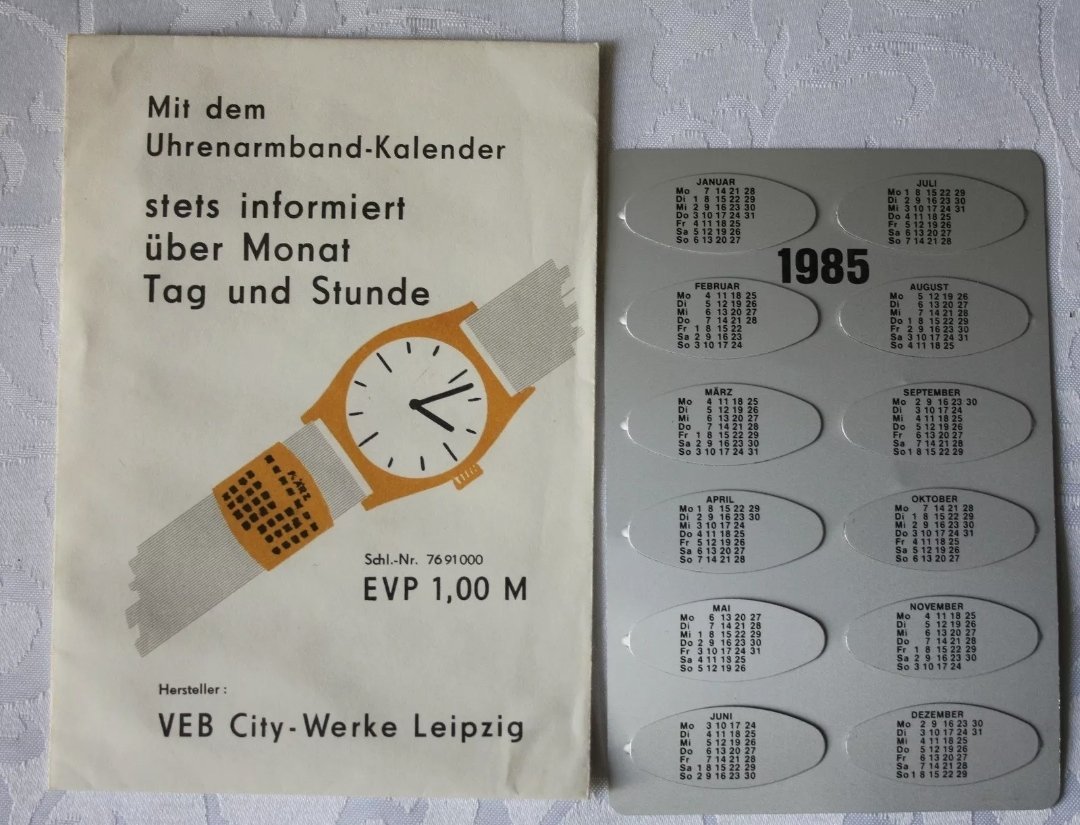 Mit dem
Uhrenarmband-Kalender
stets informiert
über Monat
Tag und Stunde
MÄRZ
Schl.-Nr. 7691000
EVP 1,00 M
Hersteller :
VEB City-Werke Leipzig
1985
JANUAR
Mo 7 14 21 28
Di 1 8 15 22 29
Mi 2 9 16 23 30
Do 3 10 17 24 31
Fr 4 11 18 25
Sa 5 12 19 26
So 6 13 20 27
FEBRUAR
Mo 4 11 18 25
Di 5 12 19 26
Mi 6 13 20 27
Do 7 14 21 28
Fr 1 8 15 22
Sa 2 9 16 23
So 3 10 17 24
MÄRZ
Mo 4 11 18 25
Di 5 12 19 26
Mi 6 13 20 27
Do 7 14 21 28
Fr 1 8 15 22 29
Sa 2 9 16 23 30
So 3 10 17 24 31
APRIL
Mo 1 8 15 22 29
Di 2 9 16 23 30
Mi 3 10 17 24
Do 4 11 18 25
Fr 5 12 19 26
Sa 6 13 20 27
So 7 14 21 28
MAI
Mo 6 13 20 27
Di 7 14 21 28
Mi 1 8 15 22 29
Do 2 9 16 23 30
Fr 3 10 17 24 31
Sa 4 11 18 25
So 5 12 19 26
JUNI
Mo 3 10 17 24
Di 4 11 18 25
Mi 5 12 19 26
Do 6 13 20 27
Fr 7 14 21 28
Sa 1 8 15 22 29
So 2 9 16 23 30
JULI
Mo 1 8 15 22 29
Di 2 9 16 23 30
Mi 3 10 17 24 31
Do 4 11 18 25
Fr 5 12 19 26
Sa 6 13 20 27
So 7 14 21 28
AUGUST
Mo 5 12 19 26
Di 6 13 20 27
Mi 7 14 21 28
Do 1 8 15 22 29
Fr 2 9 16 23 30
Sa 3 10 17 24 31
So 4 11 18 25
SEPTEMBER
Mo 2 9 16 23 30
Di 3 10 17 24
Mi 4 11 18 25
Do 5 12 19 26
Fr 6 13 20 27
Sa 7 14 21 28
So 1 8 15 22 29
OKTOBER
Mo 7 14 21 28
Di 1 8 15 22 29
Mi 2 9 16 23 30
Do 3 10 17 24 31
Fr 4 11 18 25
Sa 5 12 19 26
So 6 13 20 27
NOVEMBER
Mo 4 11 18 25
Di 5 12 19 26
Mi 6 13 20 27
Do 7 14 21 28
Fr 1 8 15 22 29
Sa 2 9 16 23 30
So 3 10 17 24
DEZEMBER
Mo 2 9 16 23 30
Di 3 10 17 24 31
Mi 4 11 18 25
Do 5 12 19 26
Fr 6 13 20 27
Sa 7 14 21 28
So 1 8 15 22 29